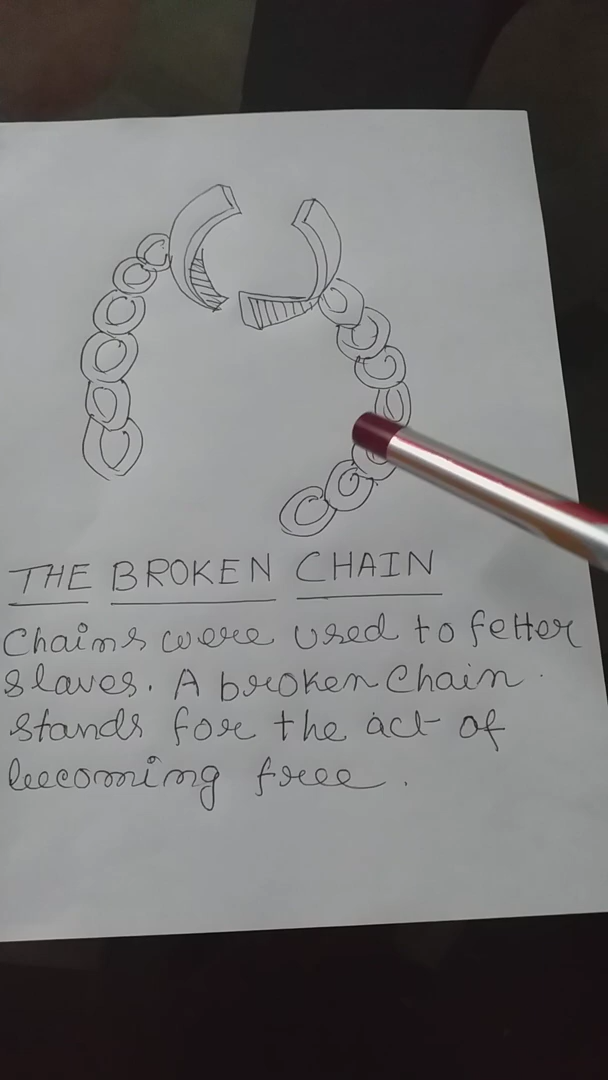 THE BROKEN CHAIN
Chains were used to fetter
slaves. A broken Chain
stands for the act of
becoming free.